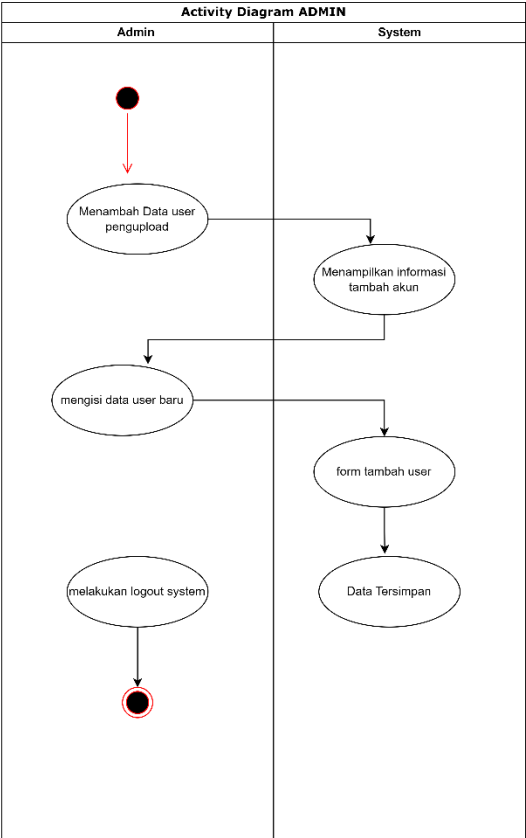 Activity Diagram ADMIN
Admin
System
Menambah Data user
pengupload
Menampilkan informasi
tambah akun
mengisi data user baru
form tambah user
melakukan logout system
Data Tersimpan